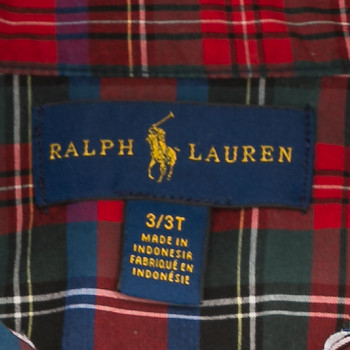 RALPH LAUREN
3/3T
MADE IN
INDONESIA
FABRIQUÉ EN
INDONÉSIE